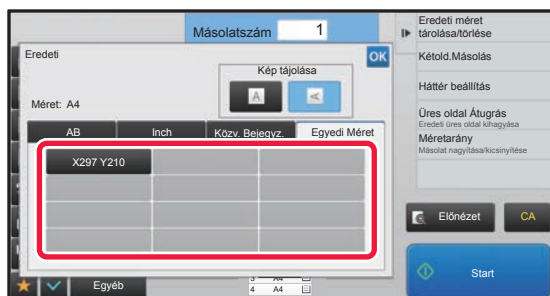 Másolatszám 1
Eredeti
OK
Kép tájolása
A A
Méret: A4
AB Inch Közv. Bejegyz. Egyedi Méret
X297 Y210
Egyéb
3 A4
4 A4
Eredeti méret
tárolása/törlése
Kétold.Másolás
Háttér beállítás
Üres oldal Átugrás
Eredeti üres oldal kihagyása
Méretarány
Másolat nagyítása/kicsinyítése
Előnézet CA
Start